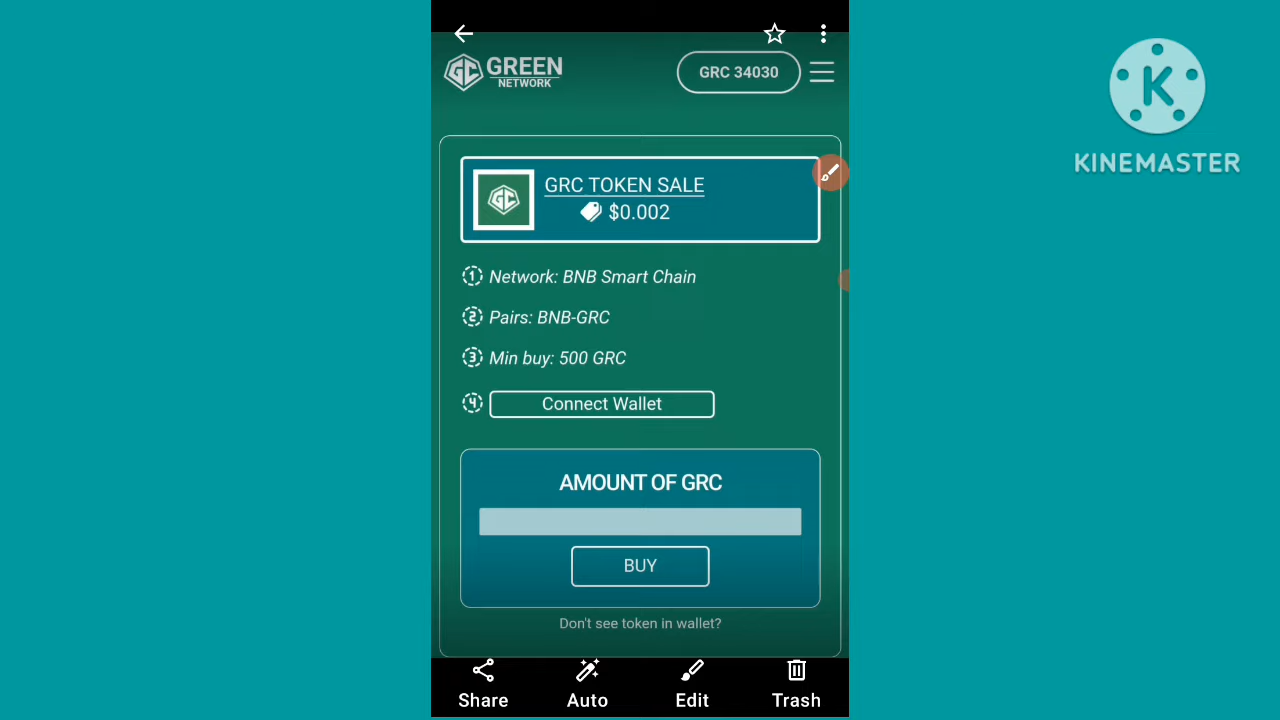 GC GREEN
NETWORK
GRC 34030
K
KINEMASTER
GC
GRC TOKEN SALE
$0.002
1 Network: BNB Smart Chain
2 Pairs: BNB-GRC
3 Min buy: 500 GRC
4 Connect Wallet
AMOUNT OF GRC
BUY
Don't see token in wallet?
Share Auto Edit Trash